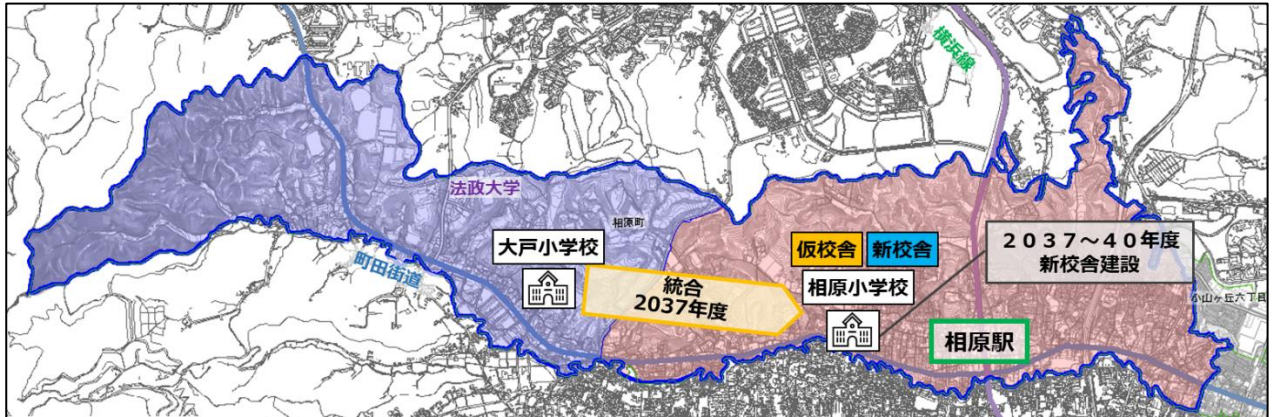 横浜線
法政大学
相原町
大戸小学校
町田街道
統合
2037年度
仮校舎
新校舎
相原小学校
２０３７～４０年度
新校舎建設
小山ヶ丘六丁目
相原駅